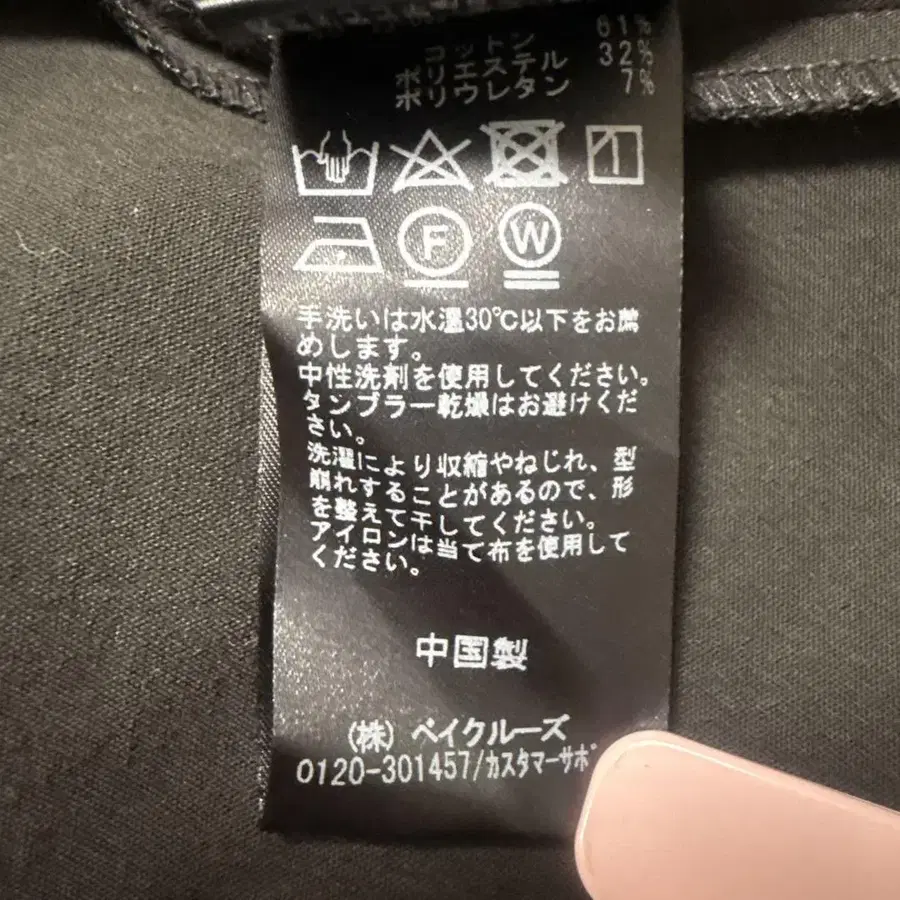 コットン 61%
ポリエステル 32%
ポリウレタン 7%
F W
手洗いは水温30℃以下をお薦
めします。
中性洗剤を使用してください。
タンブラー乾燥はお避けくだ
さい。
洗濯により収縮やねじれ、型
崩れすることがあるので、形
を整えて干してください。
アイロンは当て布を使用して
ください。
中国製
(株) ベイクルーズ
0120-301457/カスタマーサポ